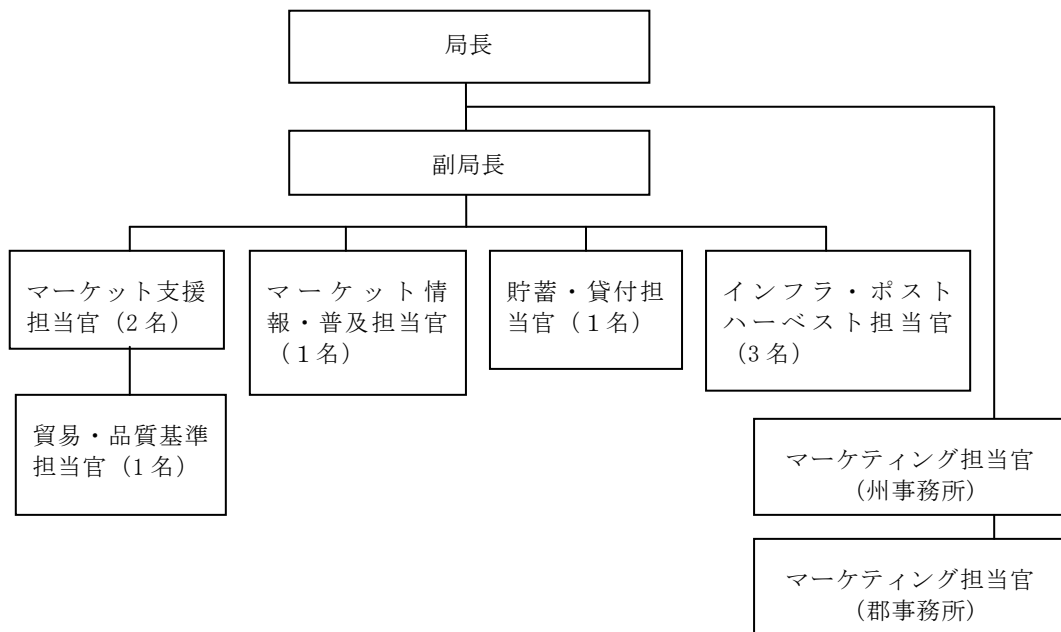 局長
副局長
マーケット支援
担当官（2 名）
マーケット情
報・普及担当官
（１名）
貯蓄・貸付担
当官（１名）
インフラ・ポスト
ハーベスト担当官
（3 名）
貿易・品質基準
担当官（1 名）
マーケティング担当官
（州事務所）
マーケティング担当官
（郡事務所）